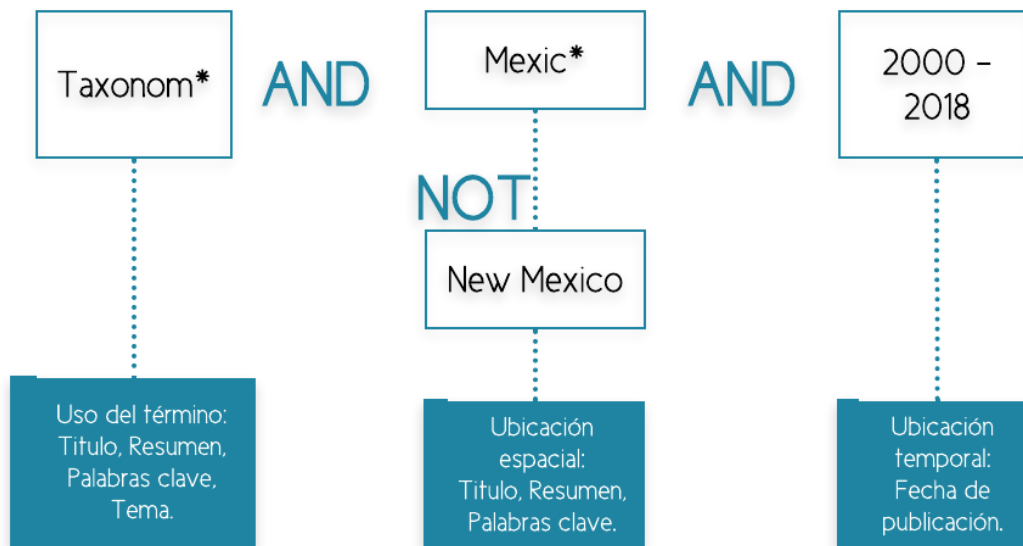 Taxonom*
AND
Mexic*
AND
2000 –
2018
NOT
New Mexico
Uso del término:
Titulo, Resumen,
Palabras clave,
Tema.
Ubicación
espacial:
Titulo, Resumen,
Palabras clave.
Ubicación
temporal:
Fecha de
publicación.